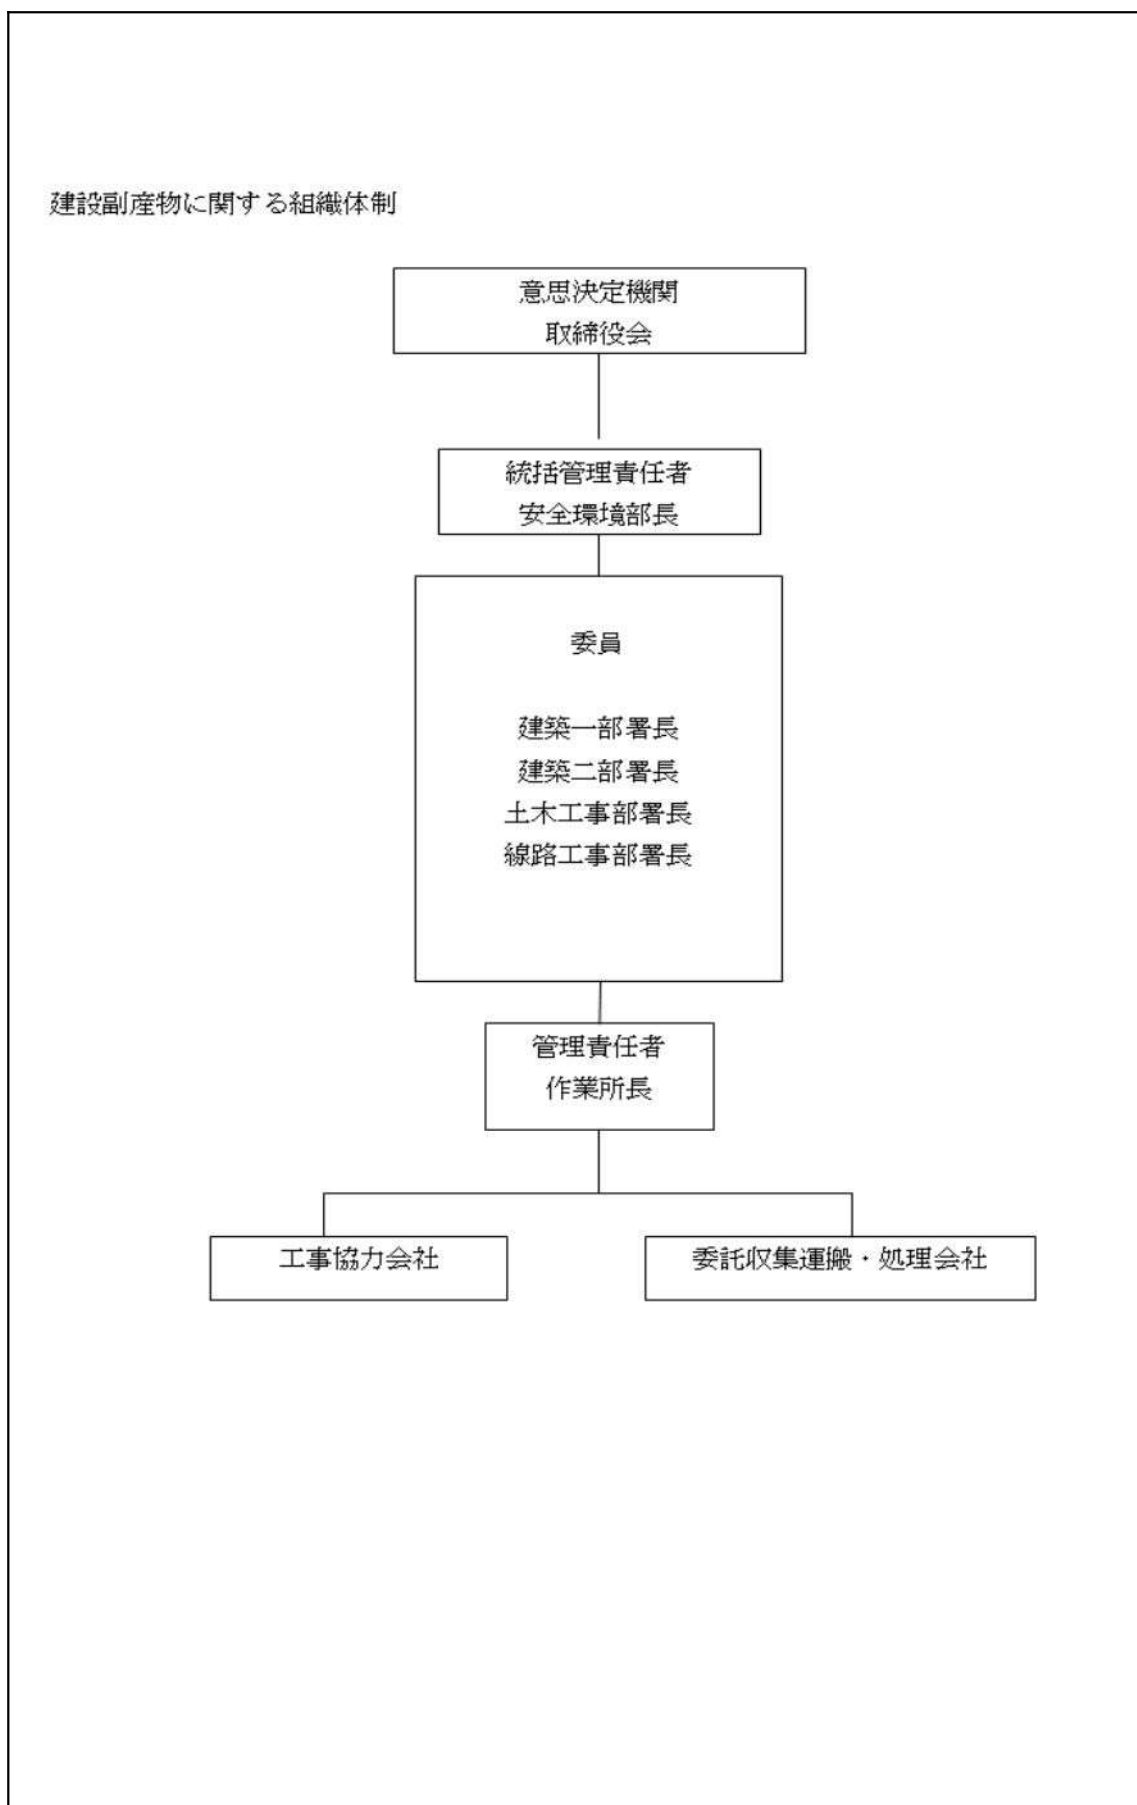 建設副産物に関する組織体制
意思決定機関
取締役会
統括管理責任者
安全環境部長
委員
建築一部署長
建築二部署長
土木工事部署長
線路工事部署長
管理責任者
作業所長
工事協力会社
委託収集運搬・処理会社